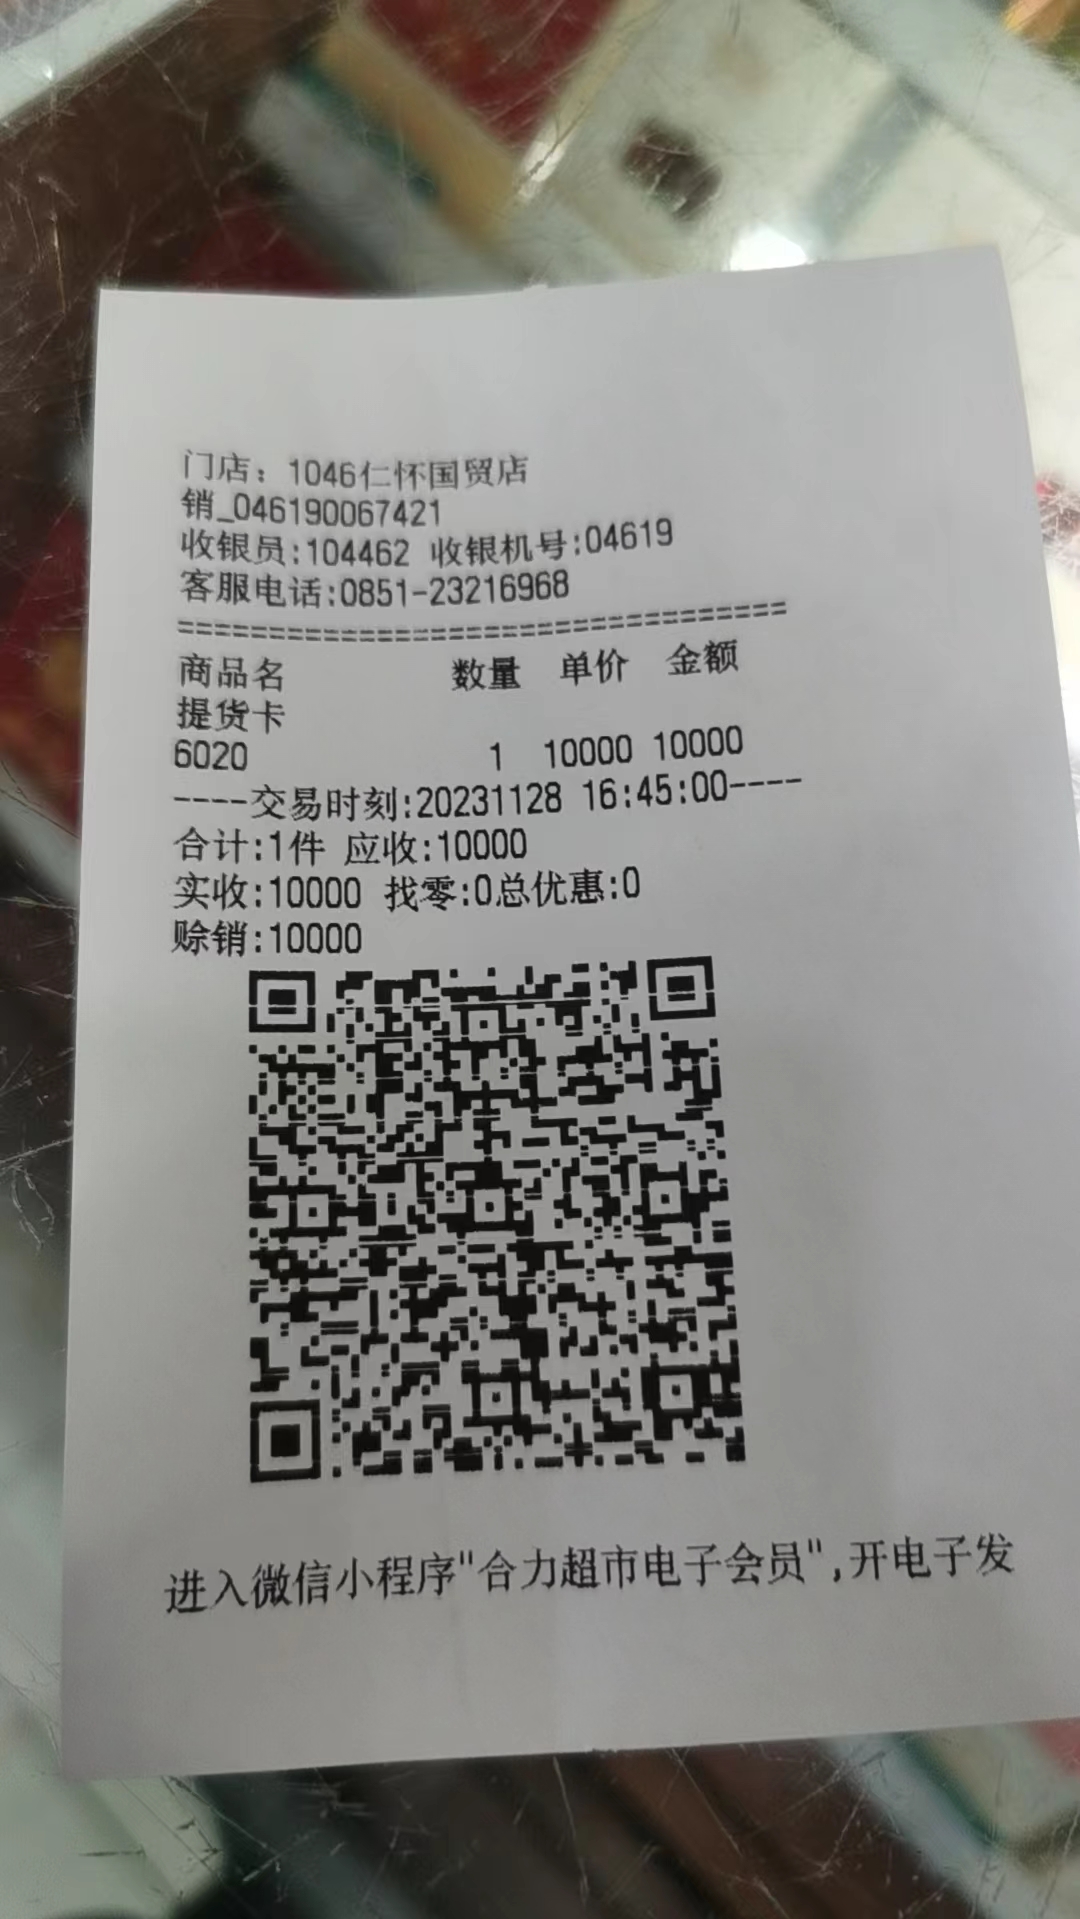 门店：1046仁怀国贸店
销_046190067421
收银员:104462 收银机号:04619
客服电话:0851-23216968
==================================
商品名 数量 单价 金额
提货卡
6020 1 10000 10000
----交易时刻:20231128 16:45:00----
合计:1件 应收:10000
实收:10000 找零:0总优惠:0
赊销:10000
进入微信小程序"合力超市电子会员",开电子发